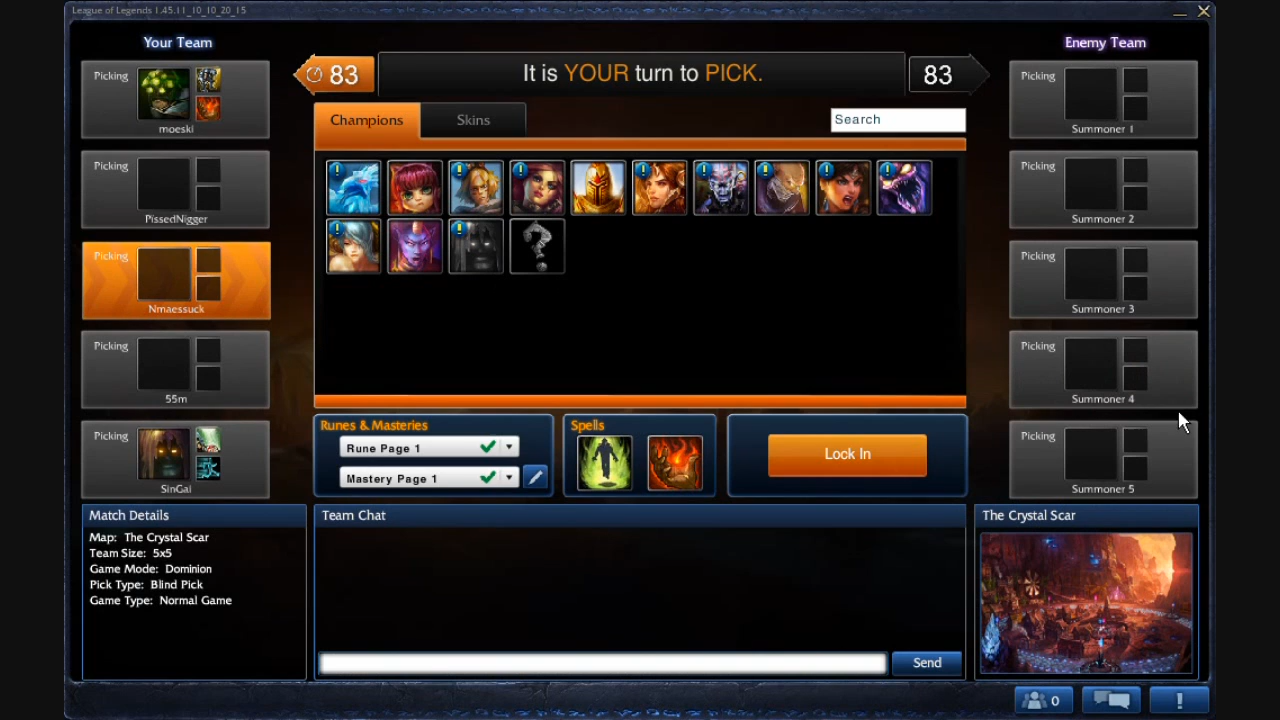 League of Legends 1.45.11_10_10_20_15
Your Team
83
It is YOUR turn to PICK.
83
Enemy Team
Picking
moeski
Picking
PissedNigger
Picking
Nmaessuck
Picking
55m
Picking
SinGai
Champions
Skins
Search
Picking
Summoner 1
Picking
Summoner 2
Picking
Summoner 3
Picking
Summoner 4
Picking
Summoner 5
Runes & Masteries
Rune Page 1
Mastery Page 1
Spells
Lock In
Match Details
Map: The Crystal Scar
Team Size: 5x5
Game Mode: Dominion
Pick Type: Blind Pick
Game Type: Normal Game
Team Chat
Send
The Crystal Scar
0